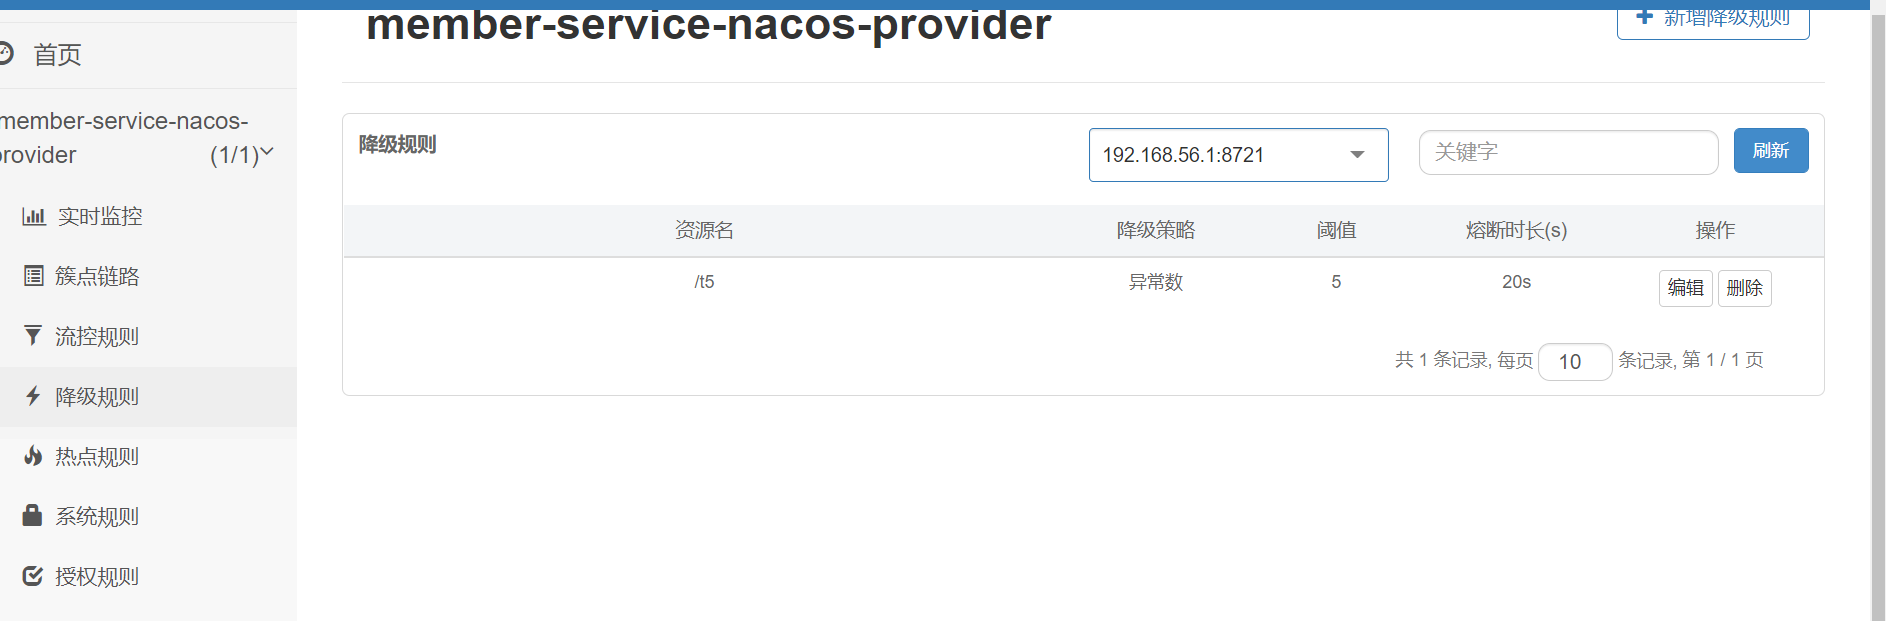 member-service-nacos-provider
新增降级规则
首页
member-service-nacos-
provider (1/1)
实时监控
簇点链路
流控规则
降级规则
热点规则
系统规则
授权规则
降级规则
192.168.56.1:8721
关键字
刷新
资源名 降级策略 阈值 熔断时长(s) 操作
/t5 异常数 5 20s 编辑 删除
共 1 条记录, 每页 10 条记录, 第 1 / 1 页